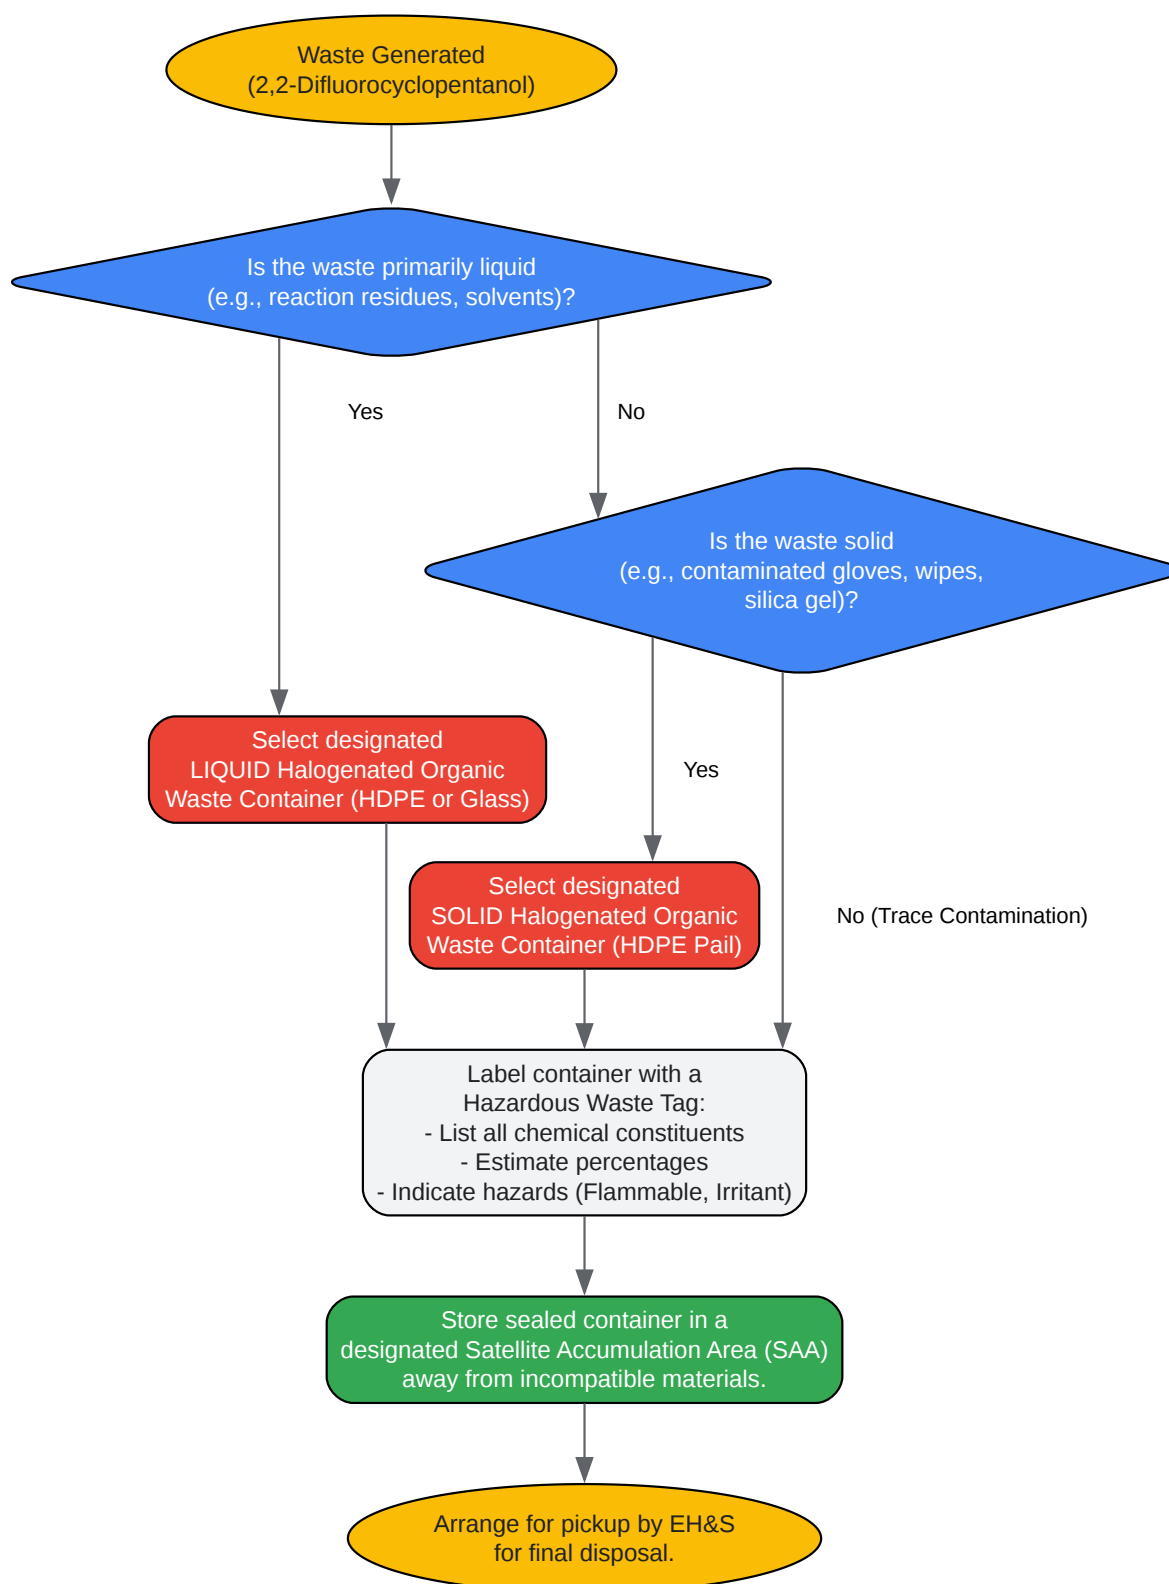 Waste Generated
(2,2-Difluorocyclopentanol)
Is the waste primarily liquid
(e.g., reaction residues, solvents)?
Yes
No
Is the waste solid
(e.g., contaminated gloves, wipes,
silica gel)?
Select designated
LIQUID Halogenated Organic
Waste Container (HDPE or Glass)
Yes
Select designated
SOLID Halogenated Organic
Waste Container (HDPE Pail)
No (Trace Contamination)
Label container with a
Hazardous Waste Tag:
- List all chemical constituents
- Estimate percentages
- Indicate hazards (Flammable, Irritant)
Store sealed container in a
designated Satellite Accumulation Area (SAA)
away from incompatible materials.
Arrange for pickup by EH&S
for final disposal.